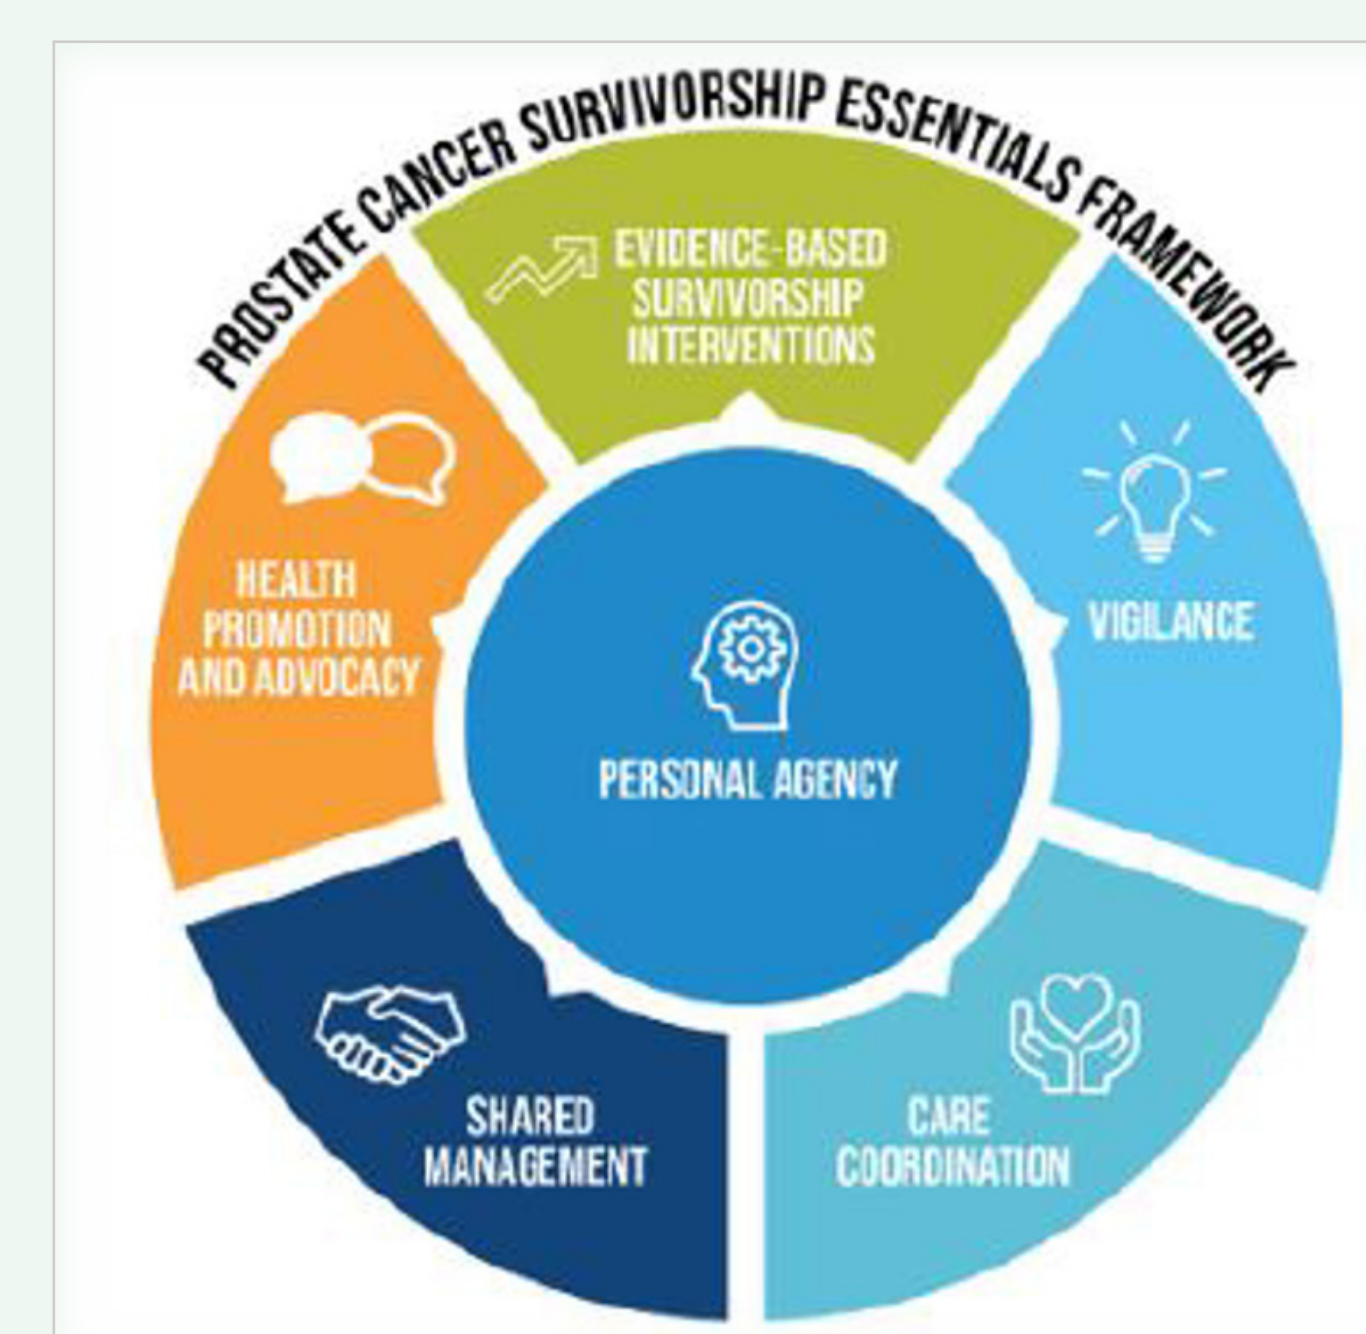 PROSTATE CANCER SURVIVORSHIP ESSENTIALS FRAMEWORK
EVIDENCE-BASED
SURVIVORSHIP
INTERVENTIONS
VIGILANCE
CARE
COORDINATION
SHARED
MANAGEMENT
HEALTH
PROMOTION
AND ADVOCACY
PERSONAL AGENCY